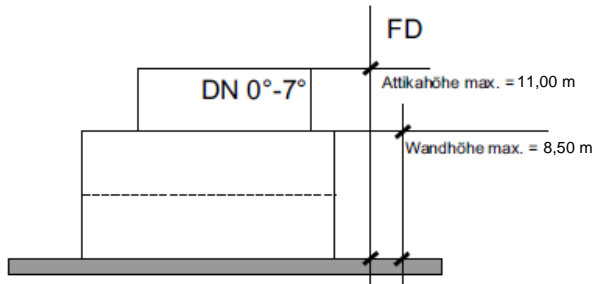 FD
DN 0°-7°
Attikahöhe max. = 11,00 m
Wandhöhe max. = 8,50 m